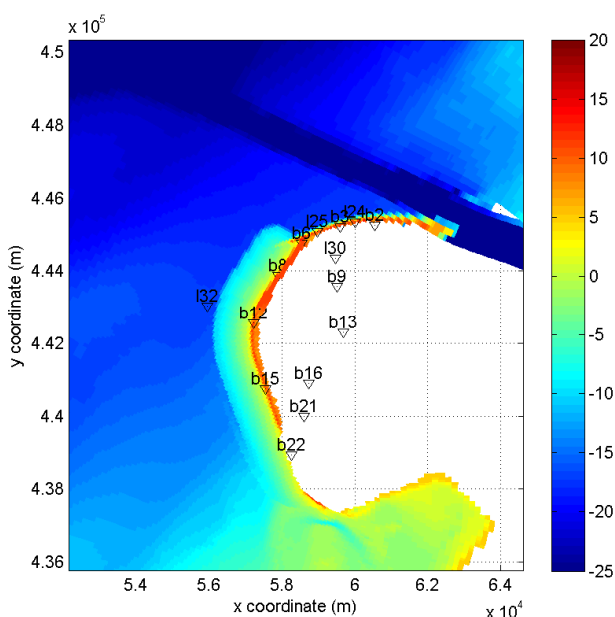 x 10^5
4.5
4.48
4.46
4.44
4.42
4.4
4.38
4.36
y coordinate (m)
5.4
5.6
5.8
6
6.2
6.4
x coordinate (m)
x 10^4
20
15
10
5
0
-5
-10
-15
-20
-25
l24
b2
b3
l25
b6
l30
b8
b9
l32
b12
b13
b15
b16
b21
b22